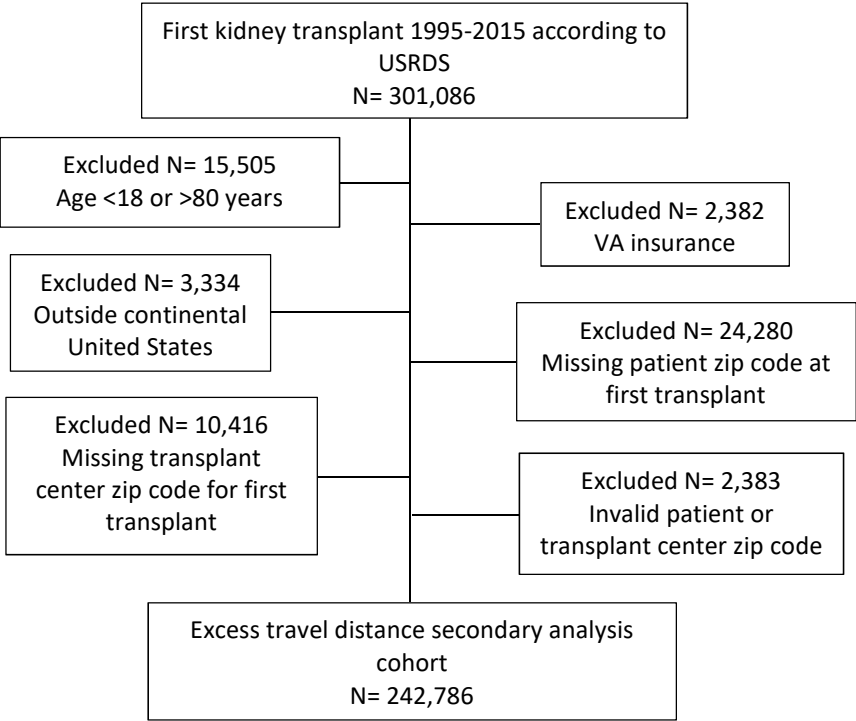 First kidney transplant 1995-2015 according to
USRDS
N= 301,086
Excluded N= 15,505
Age <18 or >80 years
Excluded N= 2,382
VA insurance
Excluded N= 3,334
Outside continental
United States
Excluded N= 24,280
Missing patient zip code at
first transplant
Excluded N= 10,416
Missing transplant
center zip code for first
transplant
Excluded N= 2,383
Invalid patient or
transplant center zip code
Excess travel distance secondary analysis
cohort
N= 242,786